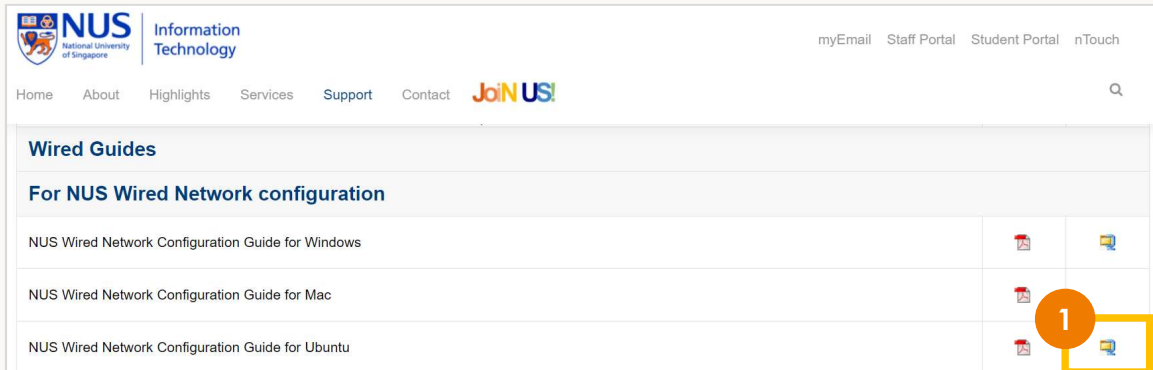 NUS
National University
of Singapore
Information
Technology
myEmail Staff Portal Student Portal nTouch
Home About Highlights Services Support Contact JoiN US!
Wired Guides
For NUS Wired Network configuration
NUS Wired Network Configuration Guide for Windows
NUS Wired Network Configuration Guide for Mac
1
NUS Wired Network Configuration Guide for Ubuntu